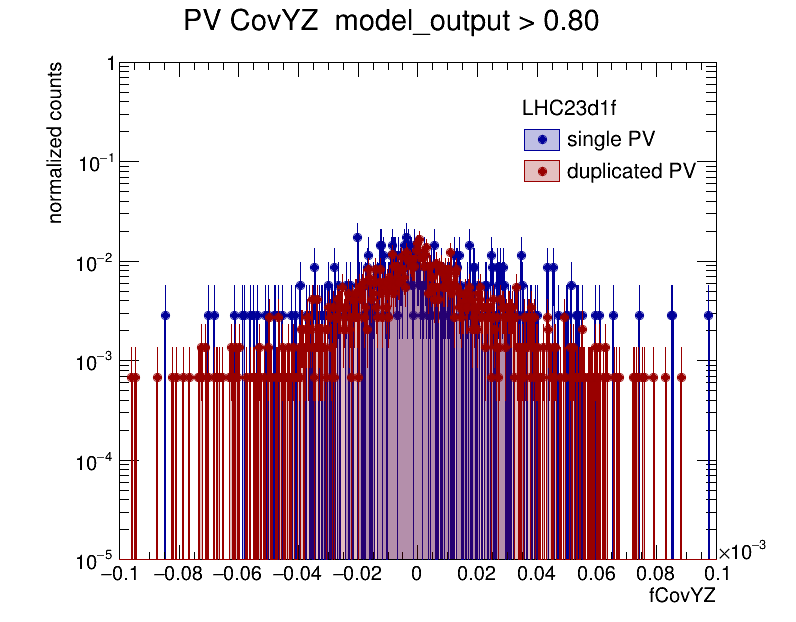 PV CovYZ model_output > 0.80
normalized counts
LHC23d1f
single PV
duplicated PV
1
10⁻¹
10⁻²
10⁻³
10⁻⁴
10⁻⁵
−0.1 −0.08 −0.06 −0.04 −0.02 0 0.02 0.04 0.06 0.08 0.1
×10⁻³
fCovYZ